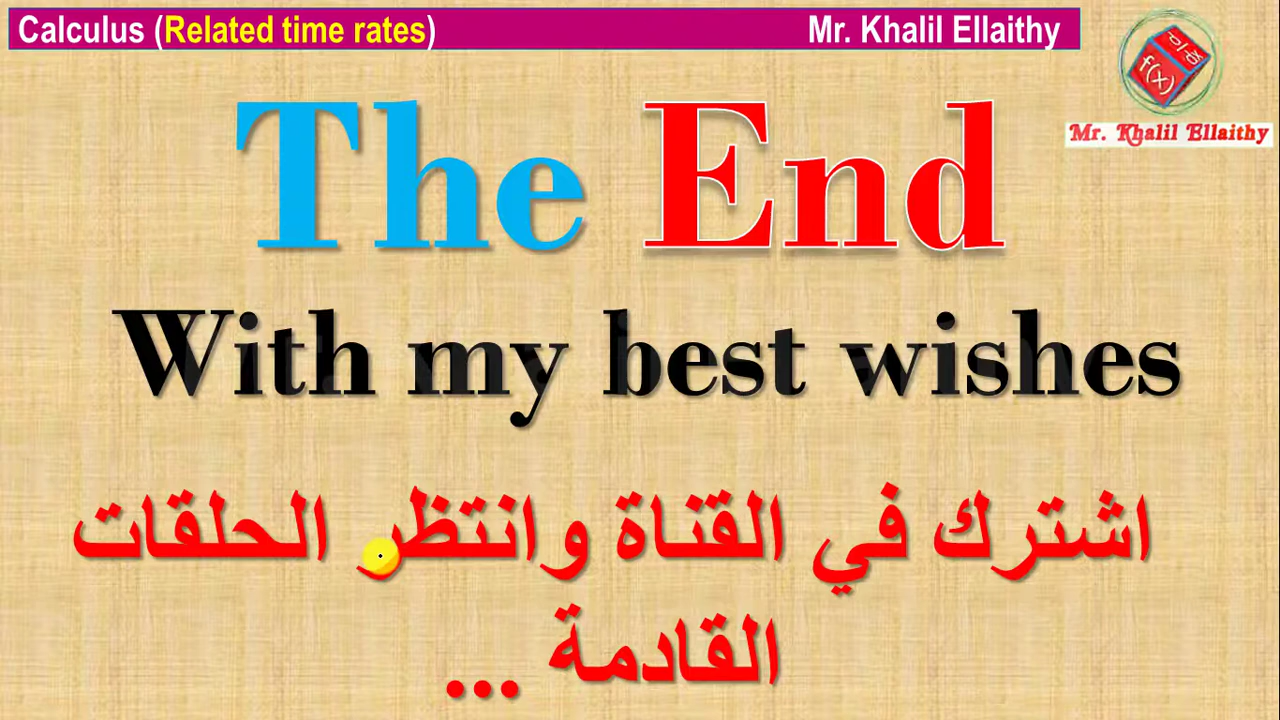 Calculus (Related time rates)
Mr. Khalil Ellaithy
f(x)
Mr. Khalil Ellaithy
The End
With my best wishes
اشترك في القناة وانتظر الحلقات
القادمة ...